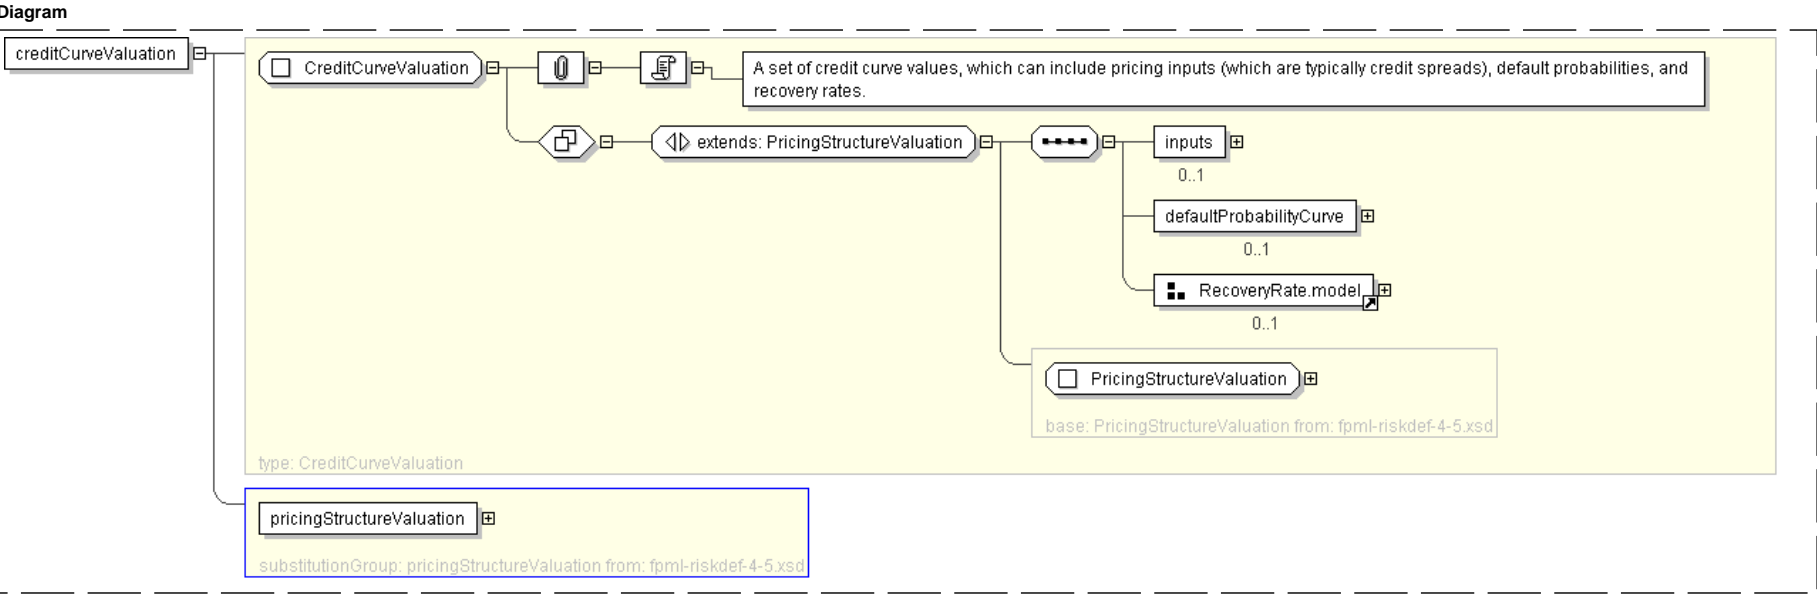 Diagram
creditCurveValuation
CreditCurveValuation
A set of credit curve values, which can include pricing inputs (which are typically credit spreads), default probabilities, and
recovery rates.
extends: PricingStructureValuation
inputs
0..1
defaultProbabilityCurve
0..1
RecoveryRate.model
0..1
PricingStructureValuation
base: PricingStructureValuation from: fpml-riskdef-4-5.xsd
type: CreditCurveValuation
pricingStructureValuation
substitutionGroup: pricingStructureValuation from: fpml-riskdef-4-5.xsd